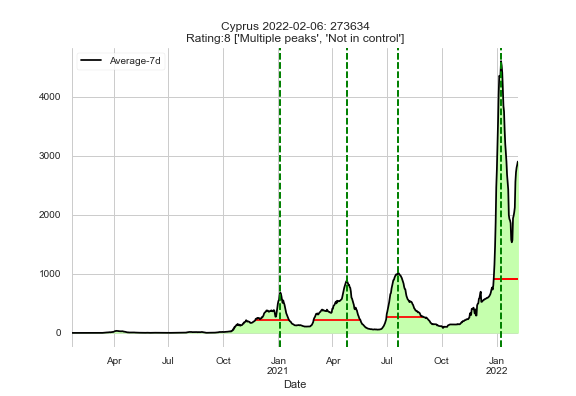 Cyprus 2022-02-06: 273634
Rating:8 ['Multiple peaks', 'Not in control']
Average-7d
4000
3000
2000
1000
0
Apr
Jul
Oct
Jan
2021
Apr
Jul
Oct
Jan
2022
Date